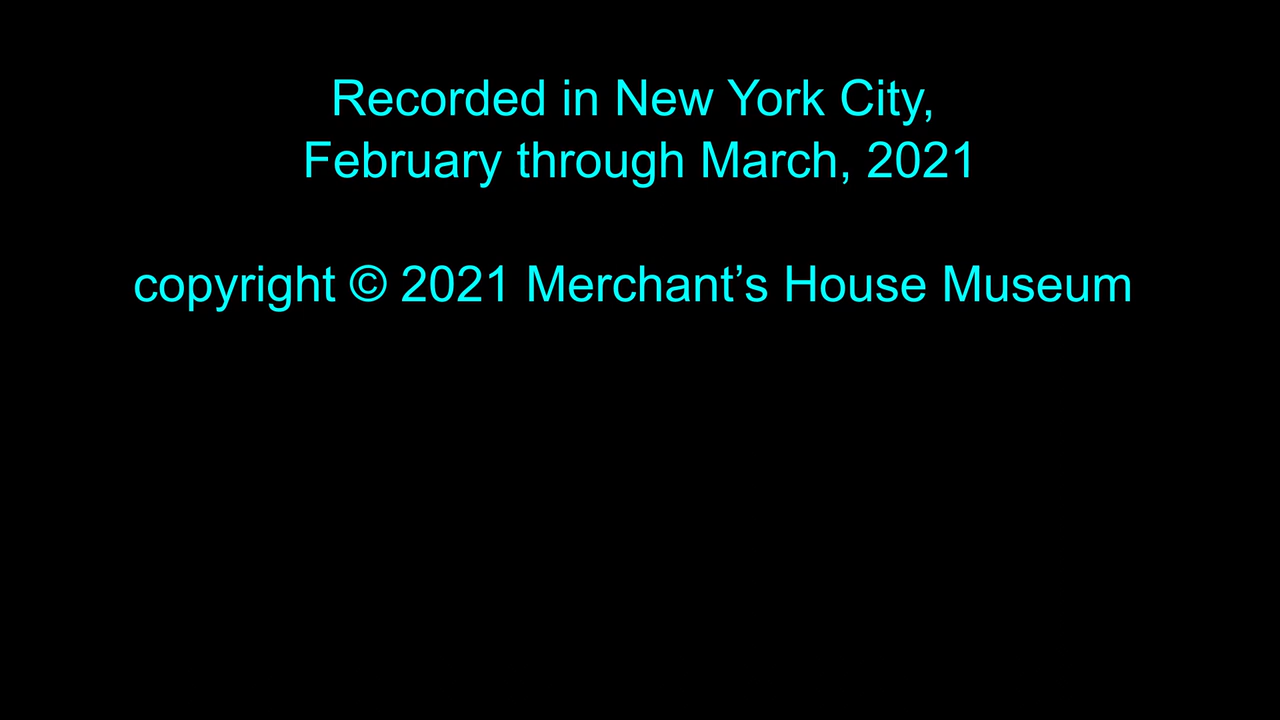 Recorded in New York City,
February through March, 2021
copyright © 2021 Merchant’s House Museum